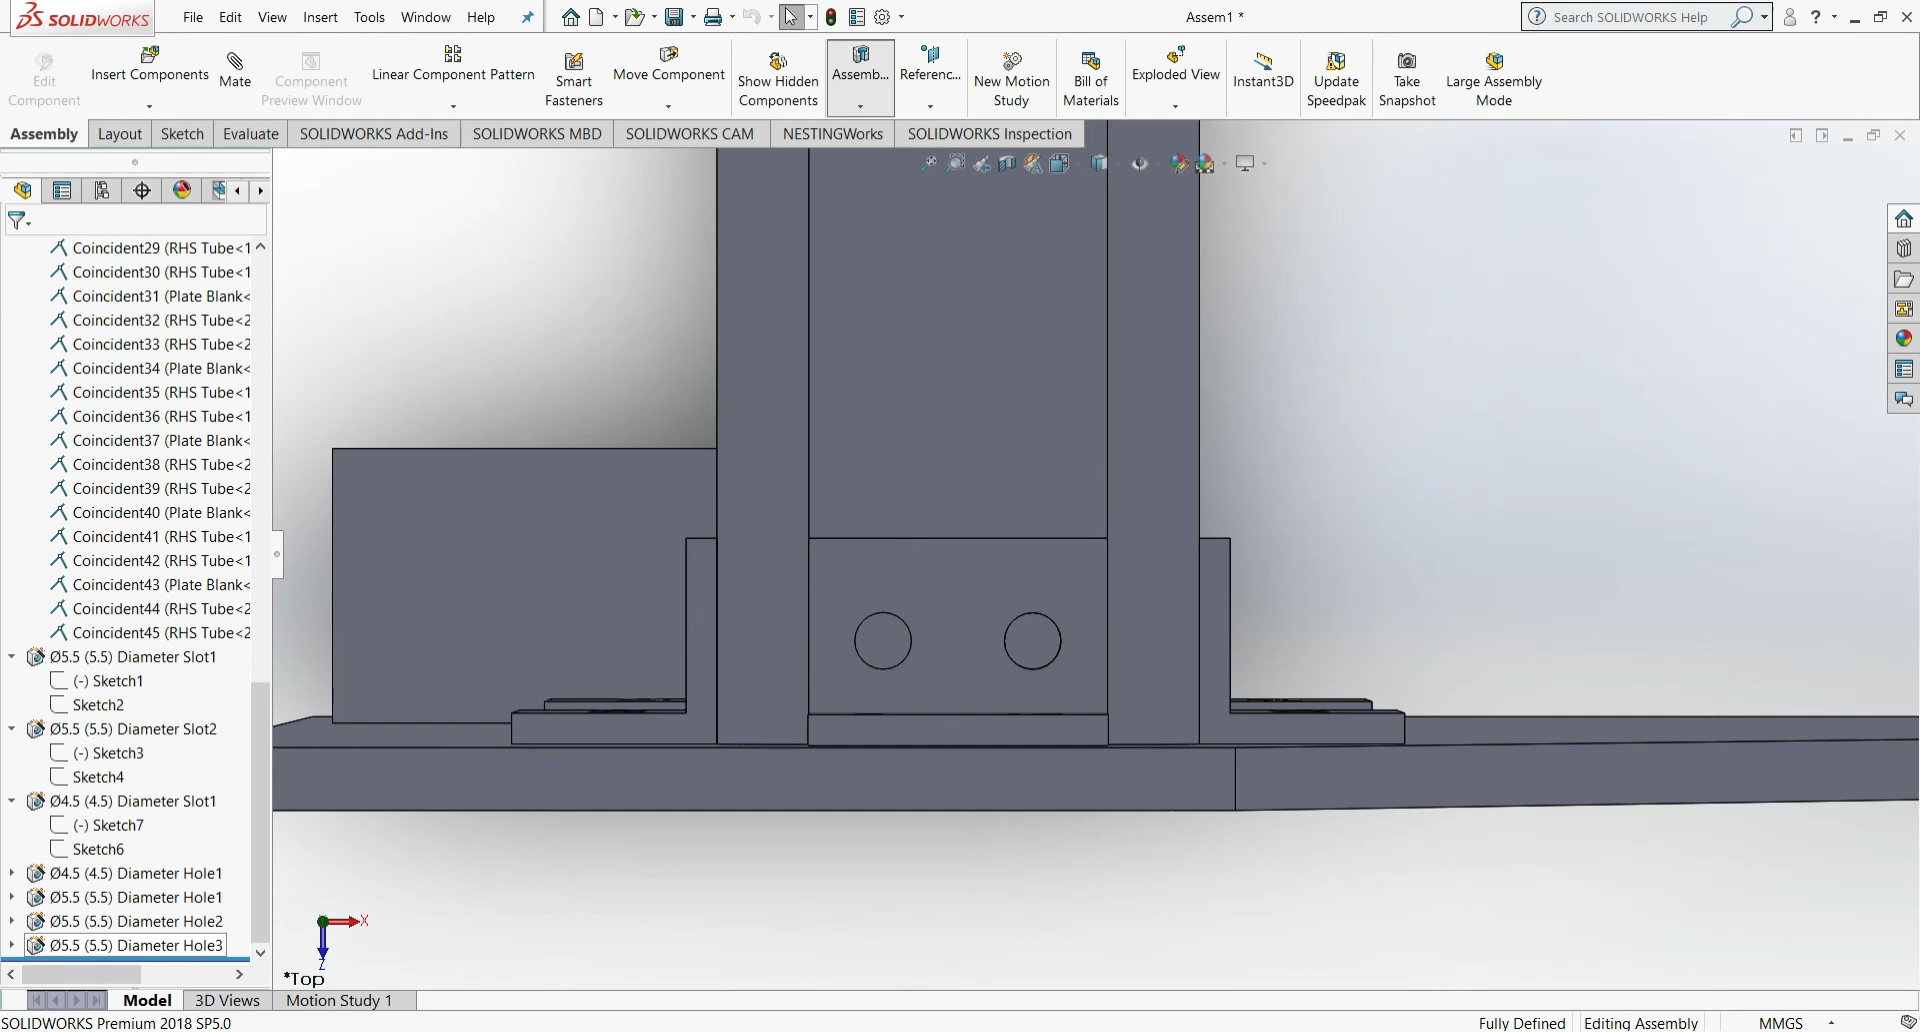 SOLIDWORKS File Edit View Insert Tools Window Help Assem1 * Search SOLIDWORKS Help ?
Edit Component
Insert Components
Mate
Component Preview Window
Linear Component Pattern
Smart Fasteners
Move Component
Show Hidden Components
Assemb...
Referenc...
New Motion Study
Bill of Materials
Exploded View
Instant3D
Update Speedpak
Take Snapshot
Large Assembly Mode
Assembly Layout Sketch Evaluate SOLIDWORKS Add-Ins SOLIDWORKS MBD SOLIDWORKS CAM NESTINGWorks SOLIDWORKS Inspection
Coincident29 (RHS Tube<1
Coincident30 (RHS Tube<1
Coincident31 (Plate Blank<
Coincident32 (RHS Tube<2
Coincident33 (RHS Tube<2
Coincident34 (Plate Blank<
Coincident35 (RHS Tube<1
Coincident36 (RHS Tube<1
Coincident37 (Plate Blank<
Coincident38 (RHS Tube<2
Coincident39 (RHS Tube<2
Coincident40 (Plate Blank<
Coincident41 (RHS Tube<1
Coincident42 (RHS Tube<1
Coincident43 (Plate Blank<
Coincident44 (RHS Tube<2
Coincident45 (RHS Tube<2
Ø5.5 (5.5) Diameter Slot1
(-) Sketch1
Sketch2
Ø5.5 (5.5) Diameter Slot2
(-) Sketch3
Sketch4
Ø4.5 (4.5) Diameter Slot1
(-) Sketch7
Sketch6
Ø4.5 (4.5) Diameter Hole1
Ø5.5 (5.5) Diameter Hole1
Ø5.5 (5.5) Diameter Hole2
Ø5.5 (5.5) Diameter Hole3
X
Z
*Top
Model 3D Views Motion Study 1
SOLIDWORKS Premium 2018 SP5.0 Fully Defined Editing Assembly MMGS